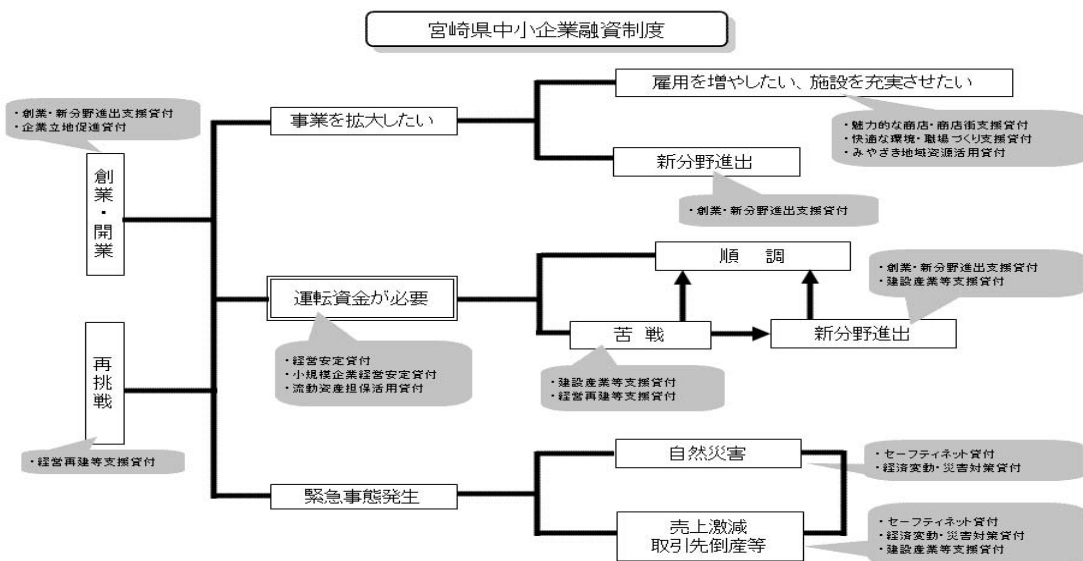 宮崎県中小企業融資制度
・創業・新分野進出支援貸付
・企業立地促進貸付
創業・開業
再挑戦
・経営再建等支援貸付
事業を拡大したい
雇用を増やしたい、施設を充実させたい
・魅力的な商店・商店街支援貸付
・快適な環境・職場づくり支援貸付
・みやざき地域資源活用貸付
新分野進出
・創業・新分野進出支援貸付
運転資金が必要
・経営安定貸付
・小規模企業経営安定貸付
・流動資産担保活用貸付
順調
苦戦
・建設産業等支援貸付
・経営再建等支援貸付
新分野進出
・創業・新分野進出支援貸付
・建設産業等支援貸付
緊急事態発生
自然災害
・セーフティネット貸付
・経済変動・災害対策貸付
売上激減
取引先倒産等
・セーフティネット貸付
・経済変動・災害対策貸付
・建設産業等支援貸付